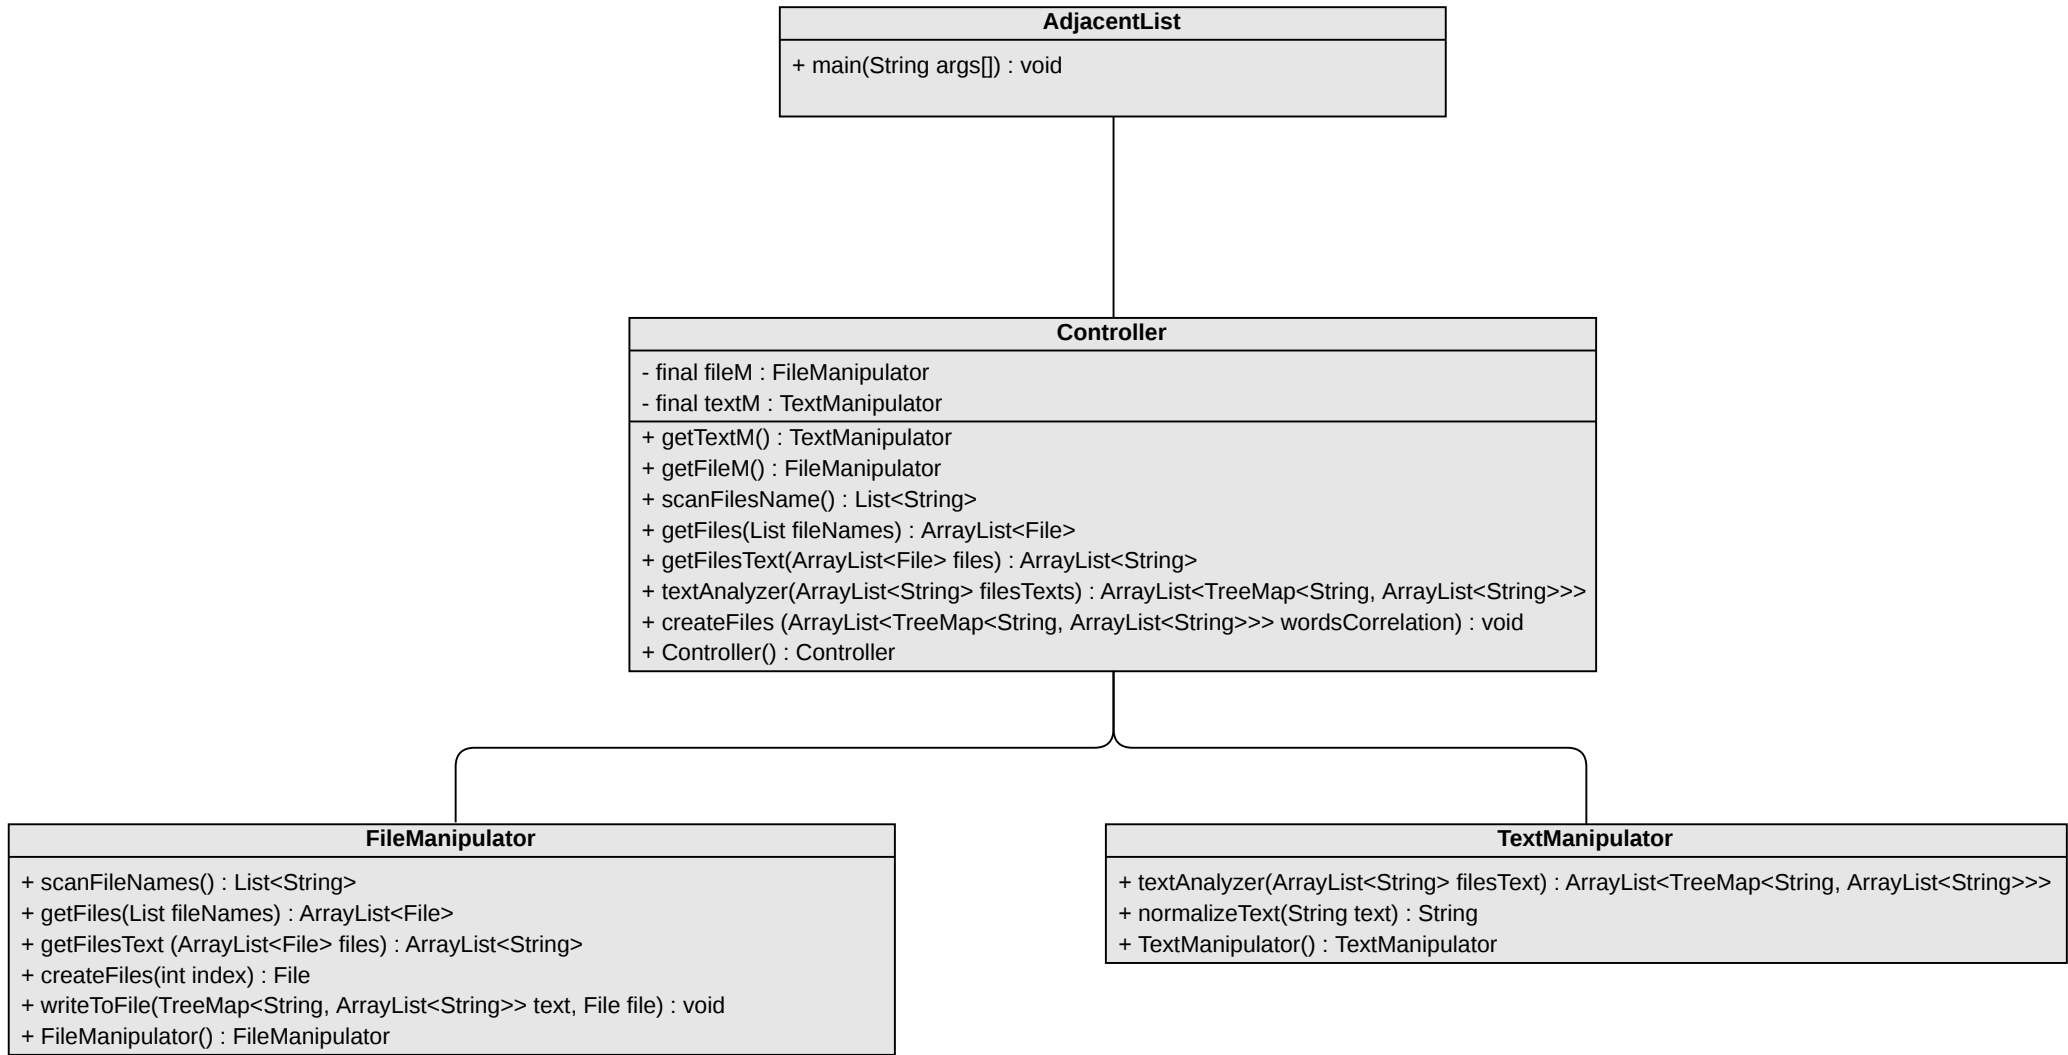 AdjacentList
+ main(String args[]) : void
Controller
- final fileM : FileManipulator
- final textM : TextManipulator
+ getTextM() : TextManipulator
+ getFileM() : FileManipulator
+ scanFilesName() : List<String>
+ getFiles(List fileNames) : ArrayList<File>
+ getFilesText(ArrayList<File> files) : ArrayList<String>
+ textAnalyzer(ArrayList<String> filesTexts) : ArrayList<TreeMap<String, ArrayList<String>>>
+ createFiles (ArrayList<TreeMap<String, ArrayList<String>>> wordsCorrelation) : void
+ Controller() : Controller
FileManipulator
+ scanFileNames() : List<String>
+ getFiles(List fileNames) : ArrayList<File>
+ getFilesText (ArrayList<File> files) : ArrayList<String>
+ createFiles(int index) : File
+ writeToFile(TreeMap<String, ArrayList<String>> text, File file) : void
+ FileManipulator() : FileManipulator
TextManipulator
+ textAnalyzer(ArrayList<String> filesText) : ArrayList<TreeMap<String, ArrayList<String>>>
+ normalizeText(String text) : String
+ TextManipulator() : TextManipulator